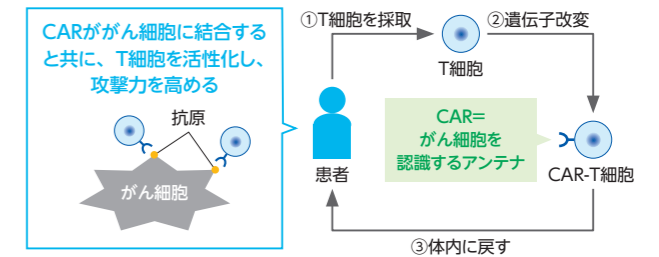 CARががん細胞に結合する
と共に、T細胞を活性化し、
攻撃力を高める
抗原
がん細胞
①T細胞を採取
②遺伝子改変
T細胞
CAR＝
がん細胞を
認識するアンテナ
患者
CAR-T細胞
③体内に戻す